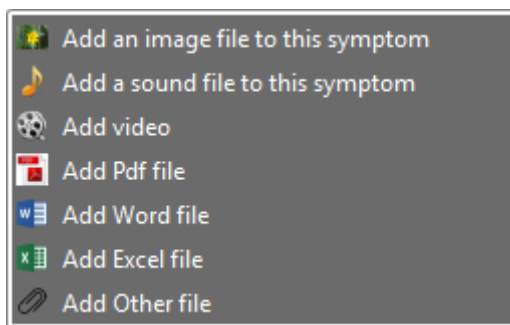 Add an image file to this symptom
Add a sound file to this symptom
Add video
Add Pdf file
Add Word file
Add Excel file
Add Other file